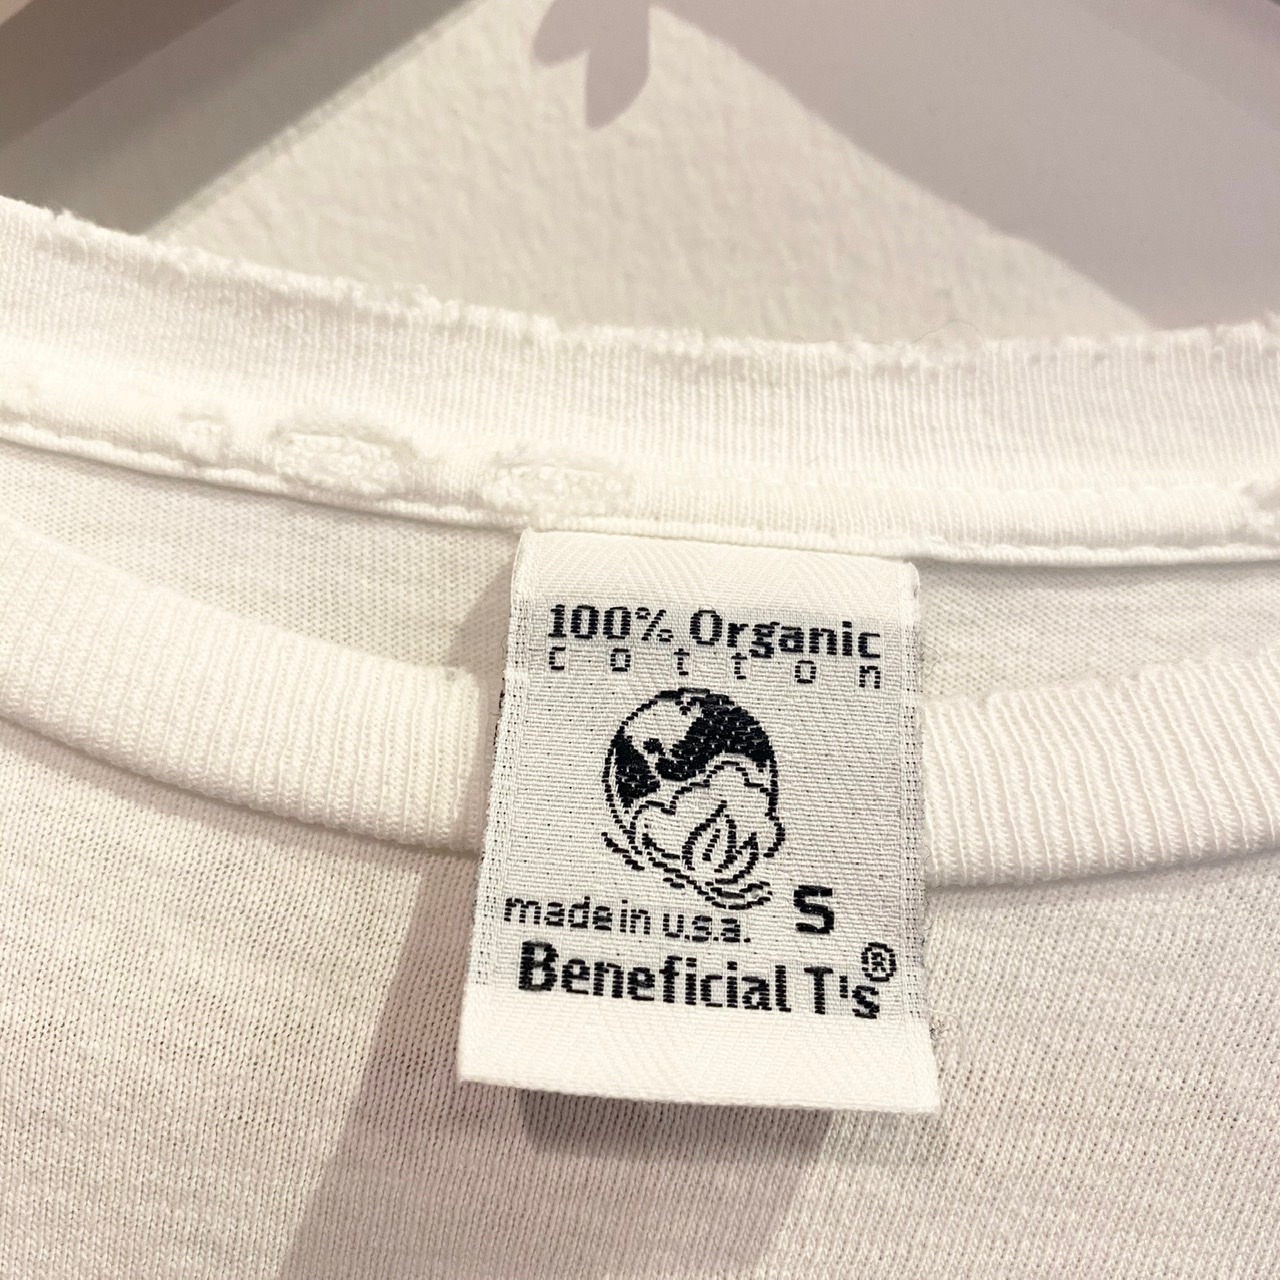 100% Organic
cotton
made in u.s.a. S
Beneficial T's®